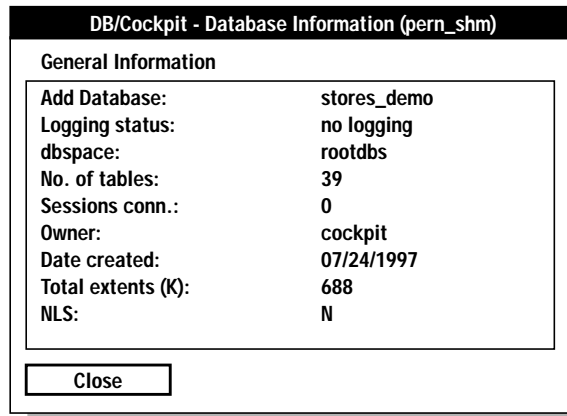 DB/Cockpit - Database Information (pern_shm)
General Information
Add Database: stores_demo
Logging status: no logging
dbspace: rootdbs
No. of tables: 39
Sessions conn.: 0
Owner: cockpit
Date created: 07/24/1997
Total extents (K): 688
NLS: N
Close